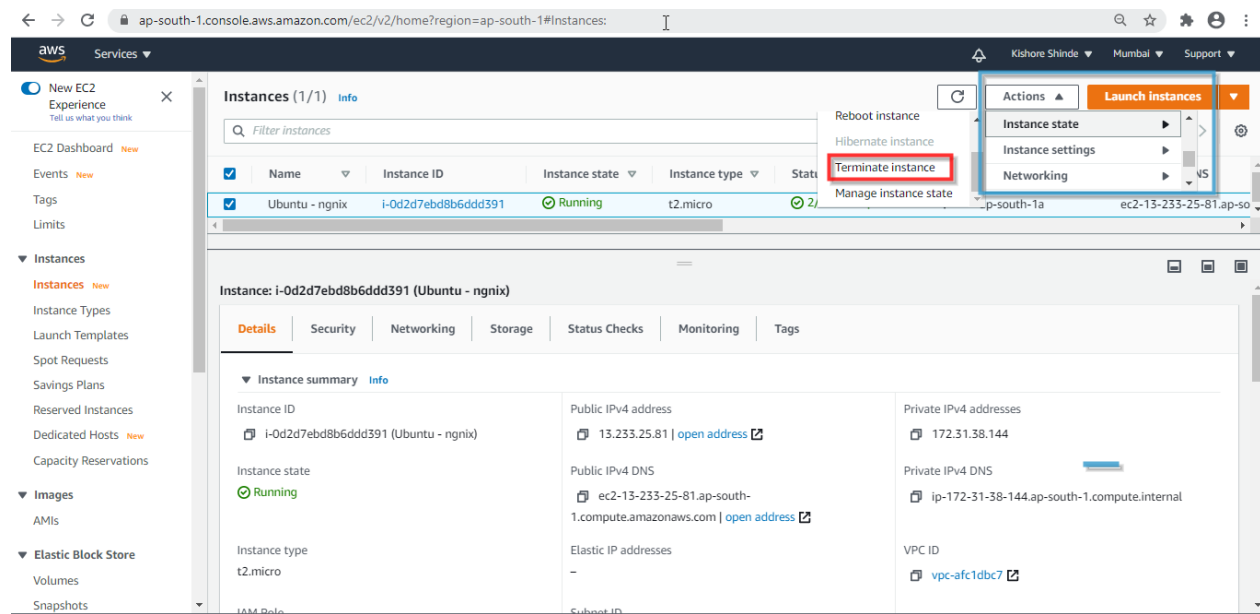 ap-south-1.console.aws.amazon.com/ec2/v2/home?region=ap-south-1#Instances:
aws Services Kishore Shinde Mumbai Support
New EC2
Experience
Tell us what you think
EC2 Dashboard New
Events New
Tags
Limits
Instances
Instances New
Instance Types
Launch Templates
Spot Requests
Savings Plans
Reserved Instances
Dedicated Hosts New
Capacity Reservations
Images
AMIs
Elastic Block Store
Volumes
Snapshots
Instances (1/1) Info
Actions Launch instances
Filter instances
Reboot instance
Hibernate instance
Terminate instance
Manage instance state
Instance state
Instance settings
Networking
Name Instance ID Instance state Instance type Statu NS
Ubuntu - ngnix i-0d2d7ebd8b6ddd391 Running t2.micro 2/ ap-south-1a ec2-13-233-25-81.ap-so
Instance: i-0d2d7ebd8b6ddd391 (Ubuntu - ngnix)
Details Security Networking Storage Status Checks Monitoring Tags
Instance summary Info
Instance ID
i-0d2d7ebd8b6ddd391 (Ubuntu - ngnix)
Public IPv4 address
13.233.25.81 | open address
Private IPv4 addresses
172.31.38.144
Instance state
Running
Public IPv4 DNS
ec2-13-233-25-81.ap-south-
1.compute.amazonaws.com | open address
Private IPv4 DNS
ip-172-31-38-144.ap-south-1.compute.internal
Instance type
t2.micro
Elastic IP addresses
–
VPC ID
vpc-afc1dbc7
IAM Role
Subnet ID